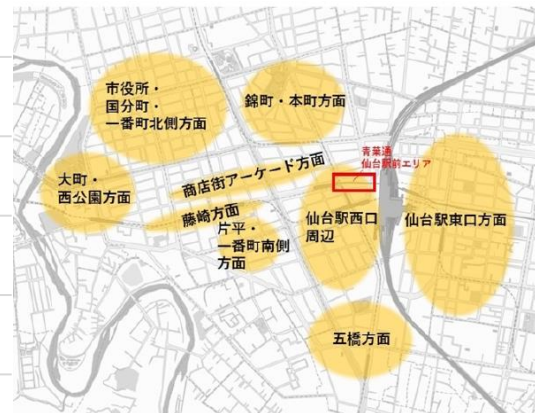 市役所・
国分町・
一番町北側方面
錦町・本町方面
青葉通
仙台駅前エリア
大町・
西公園方面
商店街アーケード方面
藤崎方面
片平・
一番町南側
方面
仙台駅西口
周辺
仙台駅東口方面
五橋方面